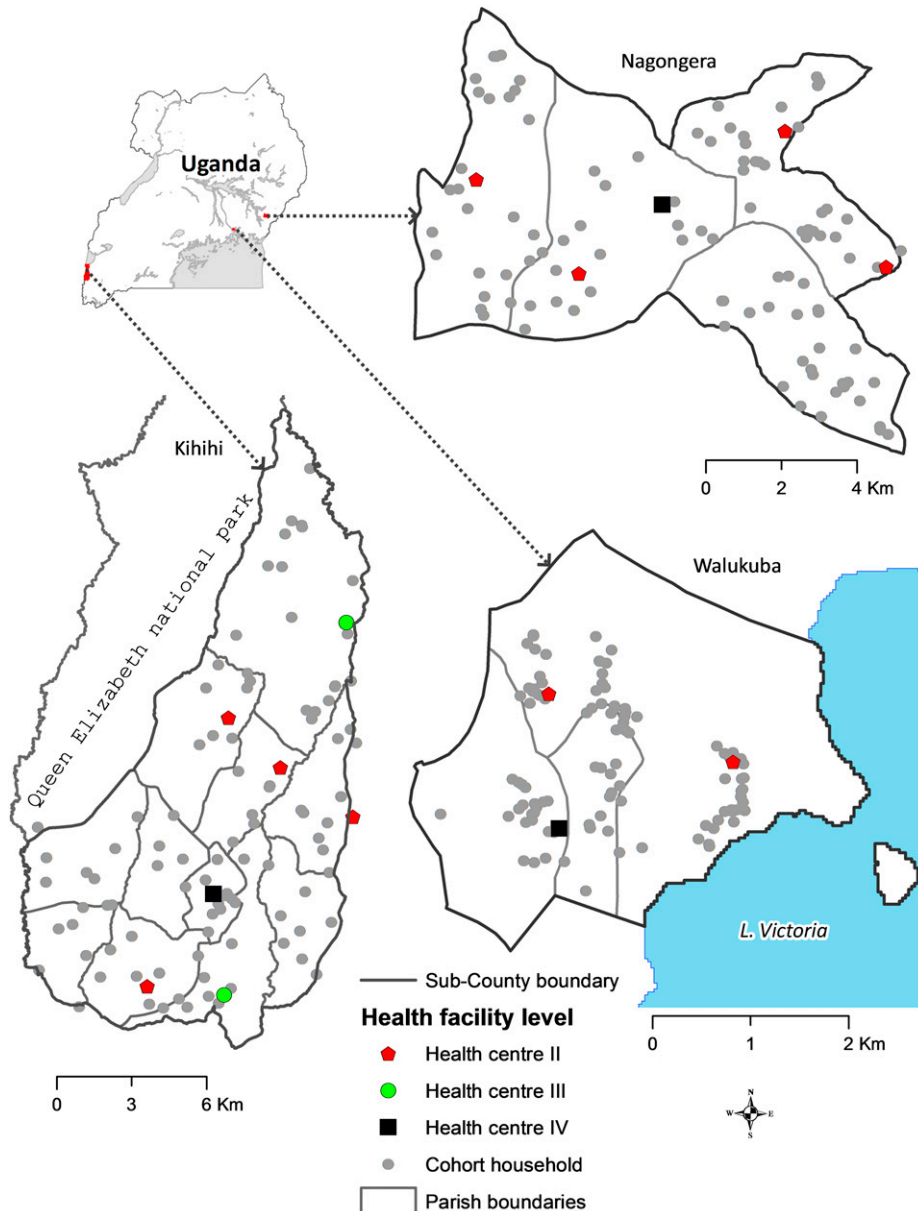 Nagongera
Uganda
0 2 4 Km
Kihihi
Queen Elizabeth national park
Walukuba
L. Victoria
Sub-County boundary
Health facility level
Health centre II
Health centre III
Health centre IV
Cohort household
Parish boundaries
0 3 6 Km
0 1 2 Km
N
W E
S